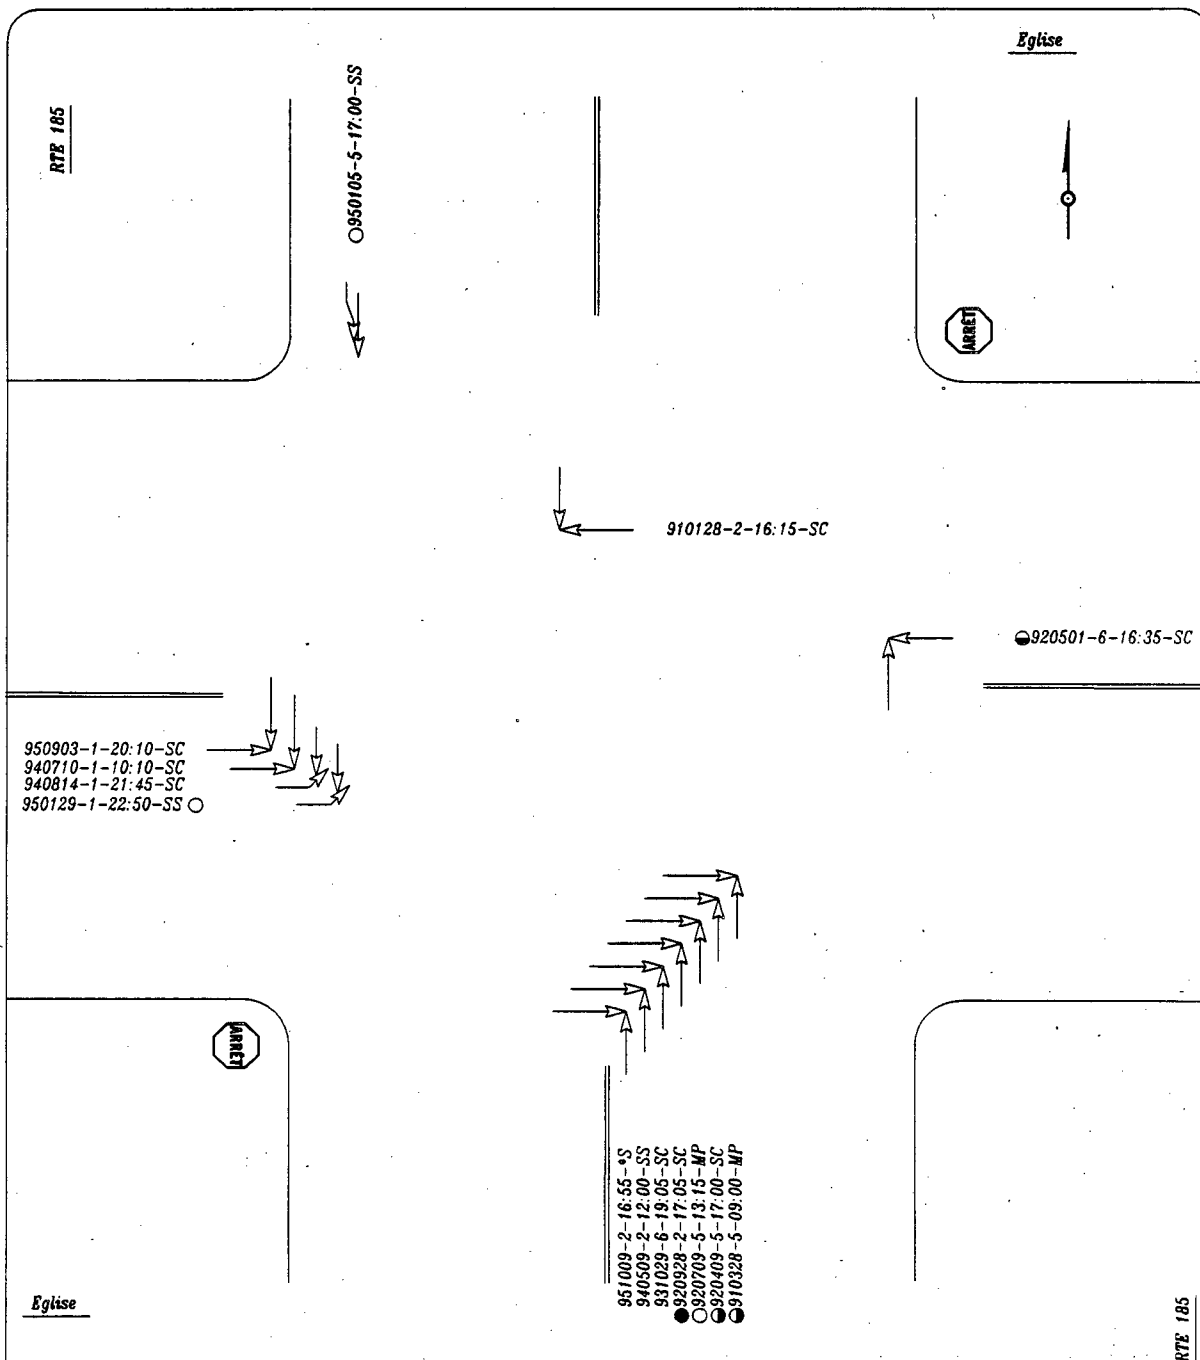 Eglise
RTE 185
950105-5-17:00-SS
ARRÊT
910128-2-16:15-SC
920501-6-16:35-SC
950903-1-20:10-SC
940710-1-10:10-SC
940814-1-21:45-SC
950129-1-22:50-SS
ARRÊT
951009-2-16:55-*S
940509-2-12:00-SS
931029-6-19:05-SC
920928-2-17:05-SC
920709-5-13:15-MP
920409-5-17:00-SC
910328-5-09:00-MP
Eglise
RTE 185